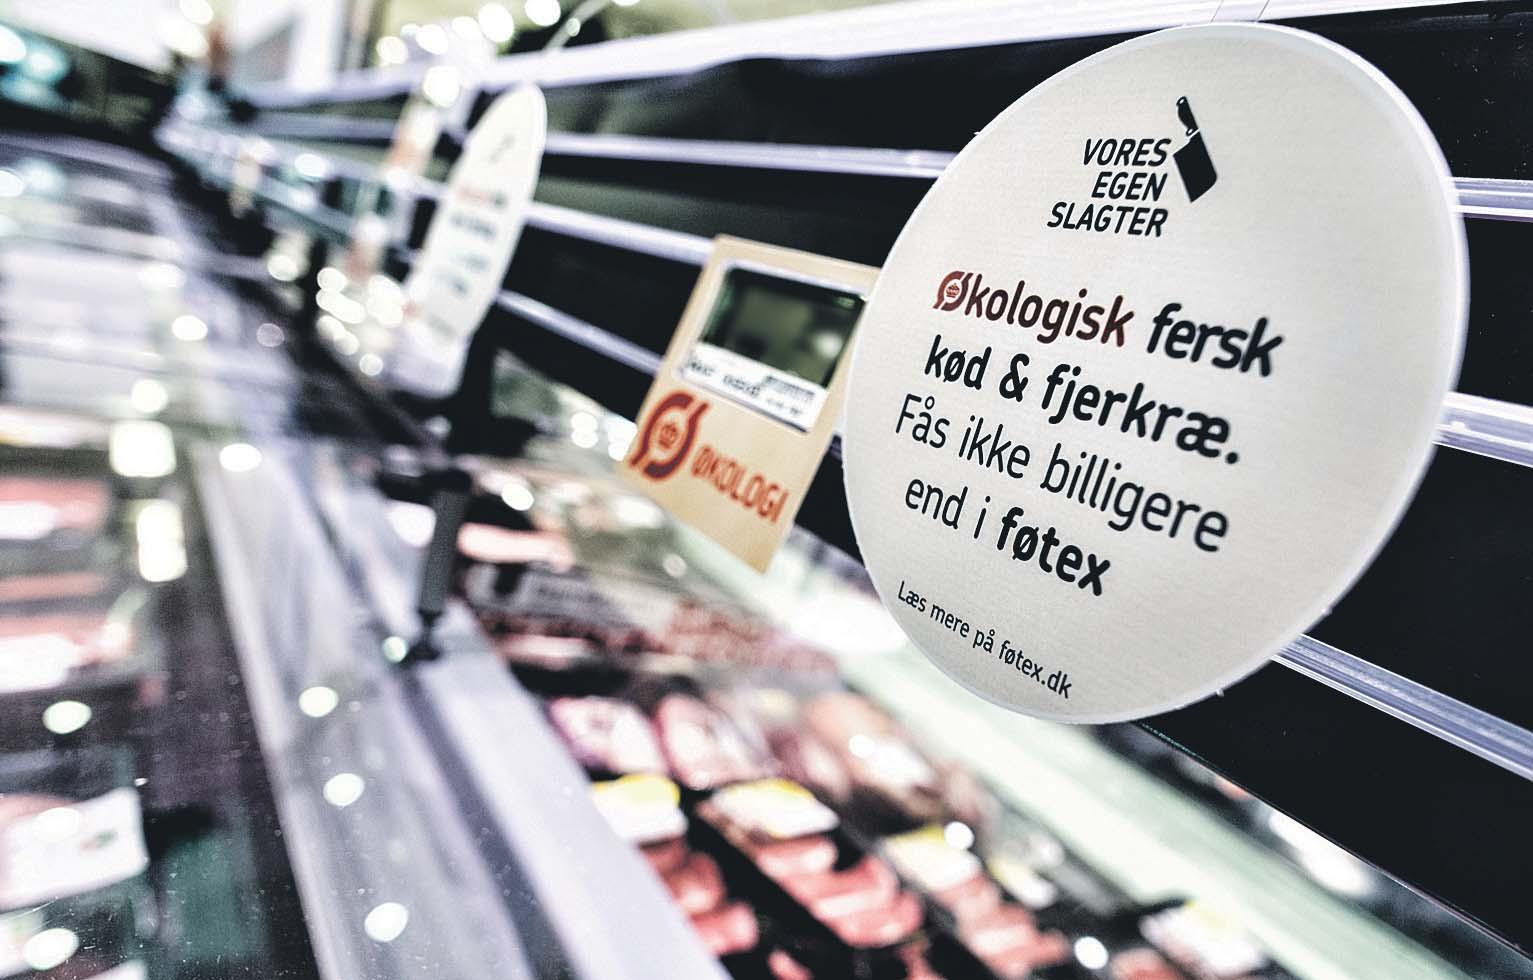 VORES
EGEN
SLAGTER
Økologisk fersk
kød & fjerkræ.
Fås ikke billigere
end i føtex
Læs mere på føtex.dk
ØKOLOGI